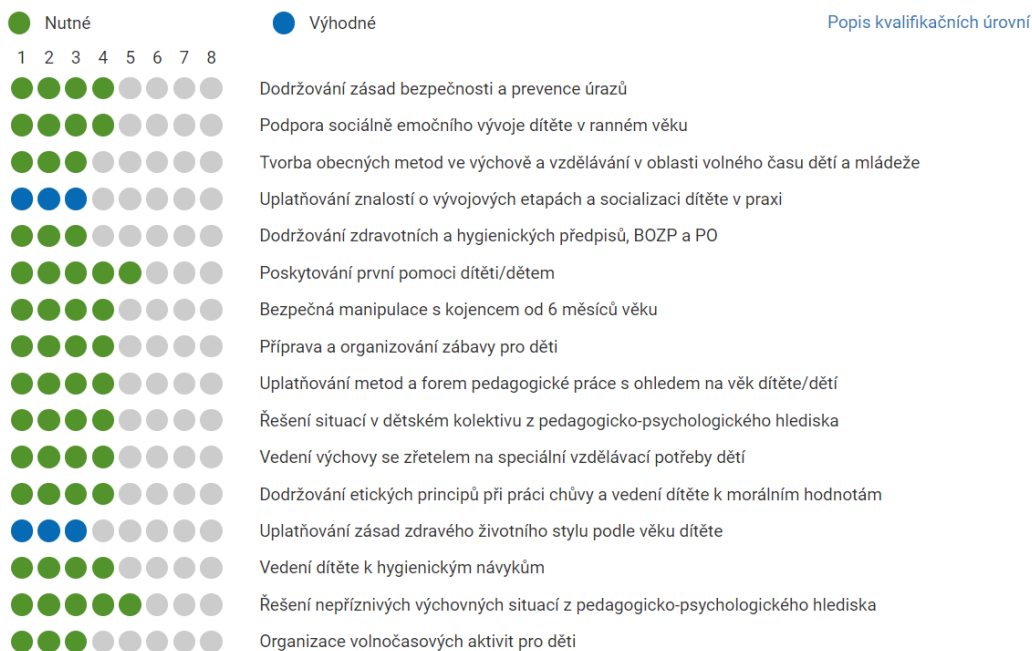 Nutné
Výhodné
Popis kvalifikačních úrovní
1 2 3 4 5 6 7 8
Dodržování zásad bezpečnosti a prevence úrazů
Podpora sociálně emočního vývoje dítěte v ranném věku
Tvorba obecných metod ve výchově a vzdělávání v oblasti volného času dětí a mládeže
Uplatňování znalostí o vývojových etapách a socializaci dítěte v praxi
Dodržování zdravotních a hygienických předpisů, BOZP a PO
Poskytování první pomoci dítěti/dětem
Bezpečná manipulace s kojencem od 6 měsíců věku
Příprava a organizování zábavy pro děti
Uplatňování metod a forem pedagogické práce s ohledem na věk dítěte/dětí
Řešení situací v dětském kolektivu z pedagogicko-psychologického hlediska
Vedení výchovy se zřetelem na speciální vzdělávací potřeby dětí
Dodržování etických principů při práci chůvy a vedení dítěte k morálním hodnotám
Uplatňování zásad zdravého životního stylu podle věku dítěte
Vedení dítěte k hygienickým návykům
Řešení nepříznivých výchovných situací z pedagogicko-psychologického hlediska
Organizace volnočasových aktivit pro děti